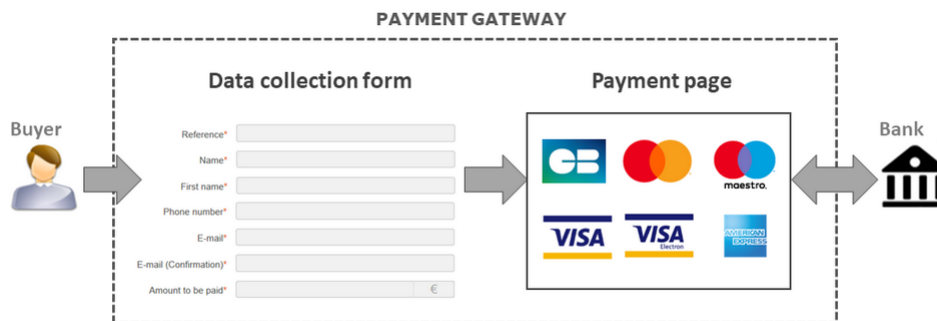 PAYMENT GATEWAY
Data collection form
Payment page
Buyer
Bank
Reference*
Name*
First name*
Phone number*
E-mail*
E-mail (Confirmation)*
Amount to be paid*
€
CB
maestro.
VISA
VISA
Electron
AMERICAN
EXPRESS